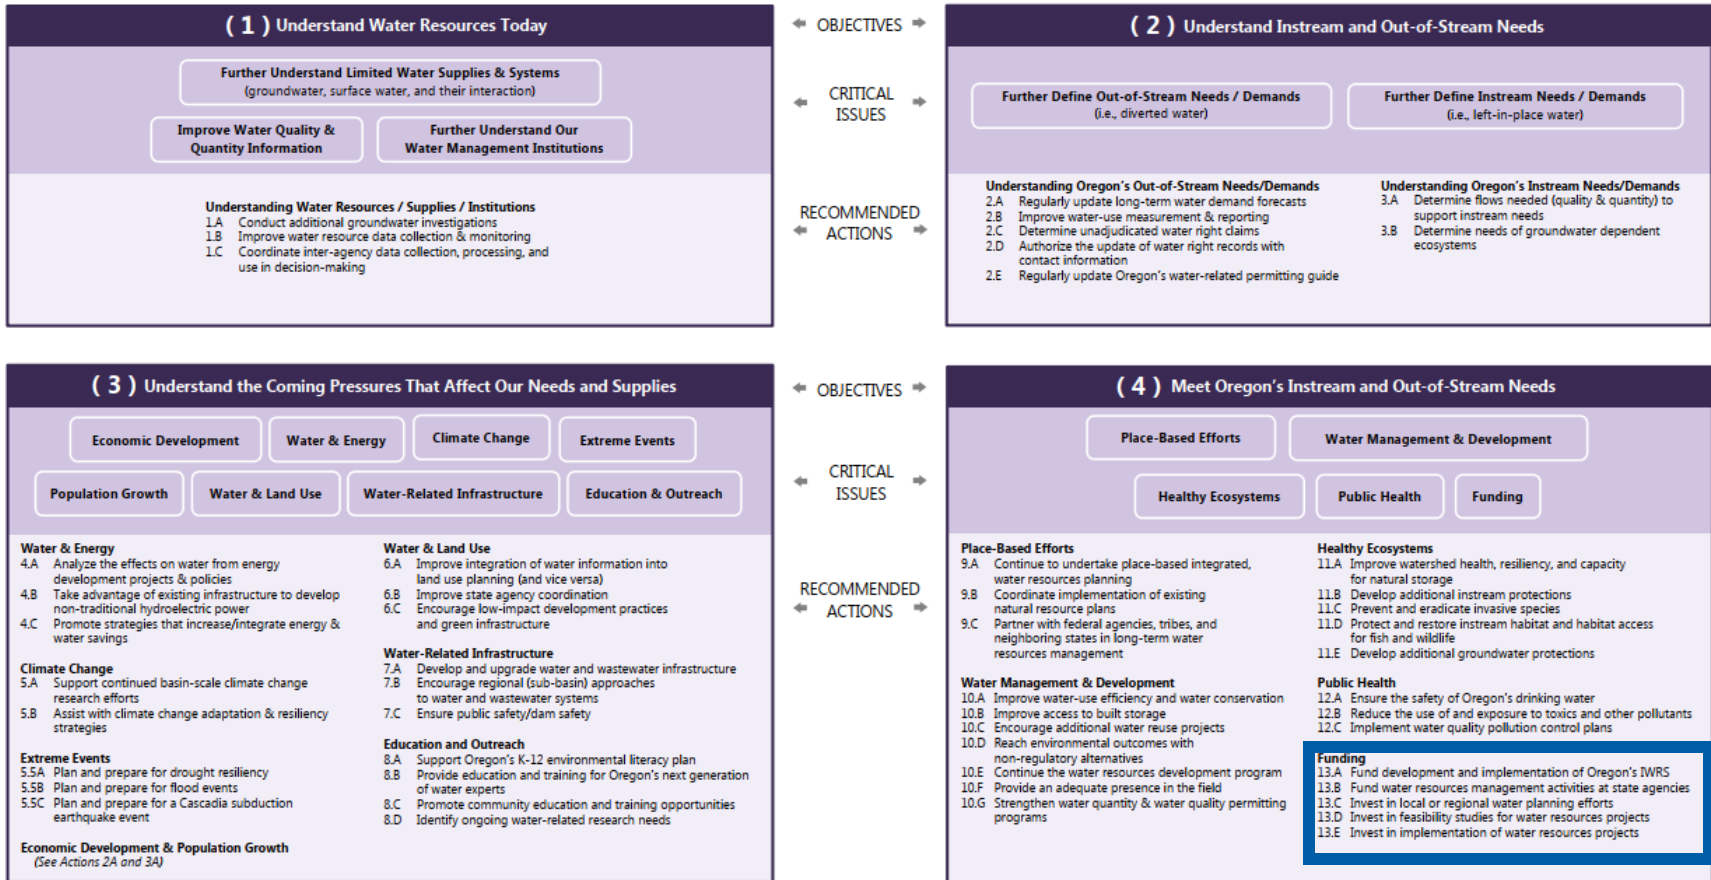 ( 1 ) Understand Water Resources Today
Further Understand Limited Water Supplies & Systems
(groundwater, surface water, and their interaction)
Improve Water Quality &
Quantity Information
Further Understand Our
Water Management Institutions
Understanding Water Resources / Supplies / Institutions
1.A Conduct additional groundwater investigations
1.B Improve water resource data collection & monitoring
1.C Coordinate inter-agency data collection, processing, and
use in decision-making
OBJECTIVES
CRITICAL
ISSUES
RECOMMENDED
ACTIONS
( 2 ) Understand Instream and Out-of-Stream Needs
Further Define Out-of-Stream Needs / Demands
(i.e., diverted water)
Further Define Instream Needs / Demands
(i.e., left-in-place water)
Understanding Oregon's Out-of-Stream Needs/Demands
2.A Regularly update long-term water demand forecasts
2.B Improve water-use measurement & reporting
2.C Determine unadjudicated water right claims
2.D Authorize the update of water right records with
contact information
2.E Regularly update Oregon's water-related permitting guide
Understanding Oregon's Instream Needs/Demands
3.A Determine flows needed (quality & quantity) to
support instream needs
3.B Determine needs of groundwater dependent
ecosystems
( 3 ) Understand the Coming Pressures That Affect Our Needs and Supplies
Economic Development
Water & Energy
Climate Change
Extreme Events
Population Growth
Water & Land Use
Water-Related Infrastructure
Education & Outreach
Water & Energy
4.A Analyze the effects on water from energy
development projects & policies
4.B Take advantage of existing infrastructure to develop
non-traditional hydroelectric power
4.C Promote strategies that increase/integrate energy &
water savings
Climate Change
5.A Support continued basin-scale climate change
research efforts
5.B Assist with climate change adaptation & resiliency
strategies
Extreme Events
5.5A Plan and prepare for drought resiliency
5.5B Plan and prepare for flood events
5.5C Plan and prepare for a Cascadia subduction
earthquake event
Economic Development & Population Growth
(See Actions 2A and 3A)
Water & Land Use
6.A Improve integration of water information into
land use planning (and vice versa)
6.B Improve state agency coordination
6.C Encourage low-impact development practices
and green infrastructure
Water-Related Infrastructure
7.A Develop and upgrade water and wastewater infrastructure
7.B Encourage regional (sub-basin) approaches
to water and wastewater systems
7.C Ensure public safety/dam safety
Education and Outreach
8.A Support Oregon's K-12 environmental literacy plan
8.B Provide education and training for Oregon's next generation
of water experts
8.C Promote community education and training opportunities
8.D Identify ongoing water-related research needs
OBJECTIVES
CRITICAL
ISSUES
RECOMMENDED
ACTIONS
( 4 ) Meet Oregon's Instream and Out-of-Stream Needs
Place-Based Efforts
Water Management & Development
Healthy Ecosystems
Public Health
Funding
Place-Based Efforts
9.A Continue to undertake place-based integrated,
water resources planning
9.B Coordinate implementation of existing
natural resource plans
9.C Partner with federal agencies, tribes, and
neighboring states in long-term water
resources management
Water Management & Development
10.A Improve water-use efficiency and water conservation
10.B Improve access to built storage
10.C Encourage additional water reuse projects
10.D Reach environmental outcomes with
non-regulatory alternatives
10.E Continue the water resources development program
10.F Provide an adequate presence in the field
10.G Strengthen water quantity & water quality permitting
programs
Healthy Ecosystems
11.A Improve watershed health, resiliency, and capacity
for natural storage
11.B Develop additional instream protections
11.C Prevent and eradicate invasive species
11.D Protect and restore instream habitat and habitat access
for fish and wildlife
11.E Develop additional groundwater protections
Public Health
12.A Ensure the safety of Oregon's drinking water
12.B Reduce the use of and exposure to toxics and other pollutants
12.C Implement water quality pollution control plans
Funding
13.A Fund development and implementation of Oregon's IWRS
13.B Fund water resources management activities at state agencies
13.C Invest in local or regional water planning efforts
13.D Invest in feasibility studies for water resources projects
13.E Invest in implementation of water resources projects